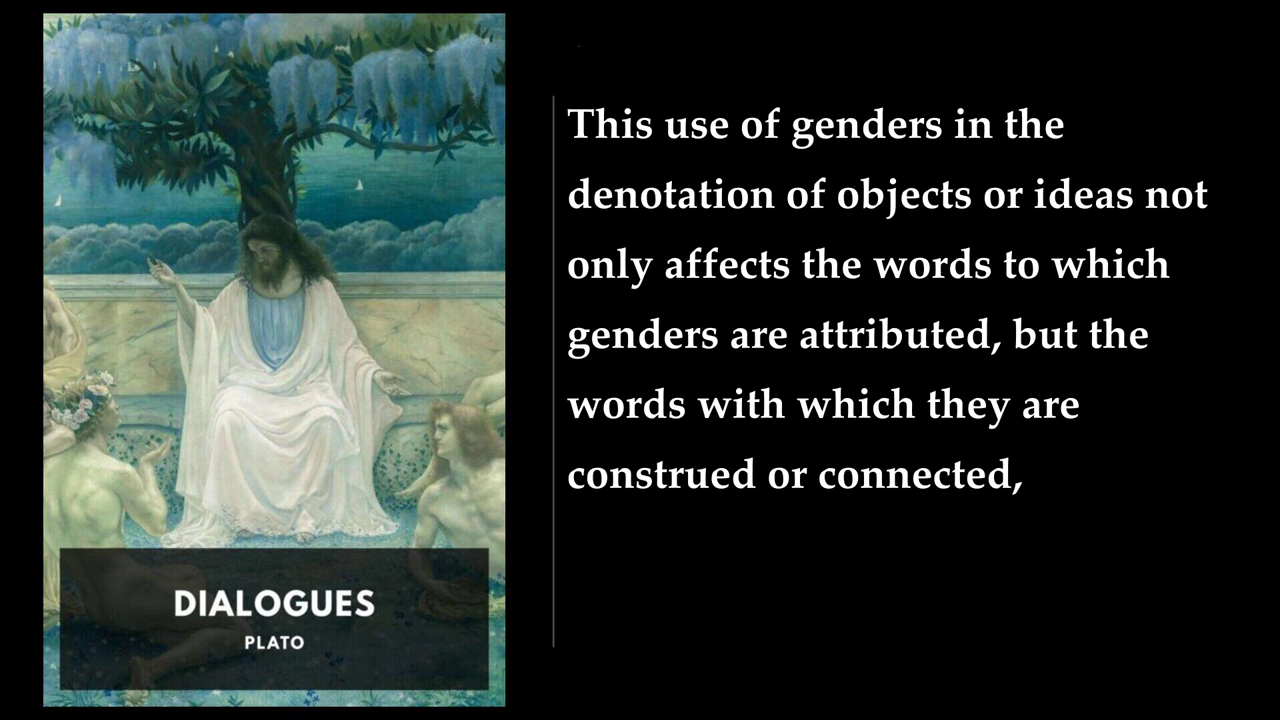 DIALOGUES
PLATO
This use of genders in the
denotation of objects or ideas not
only affects the words to which
genders are attributed, but the
words with which they are
construed or connected,